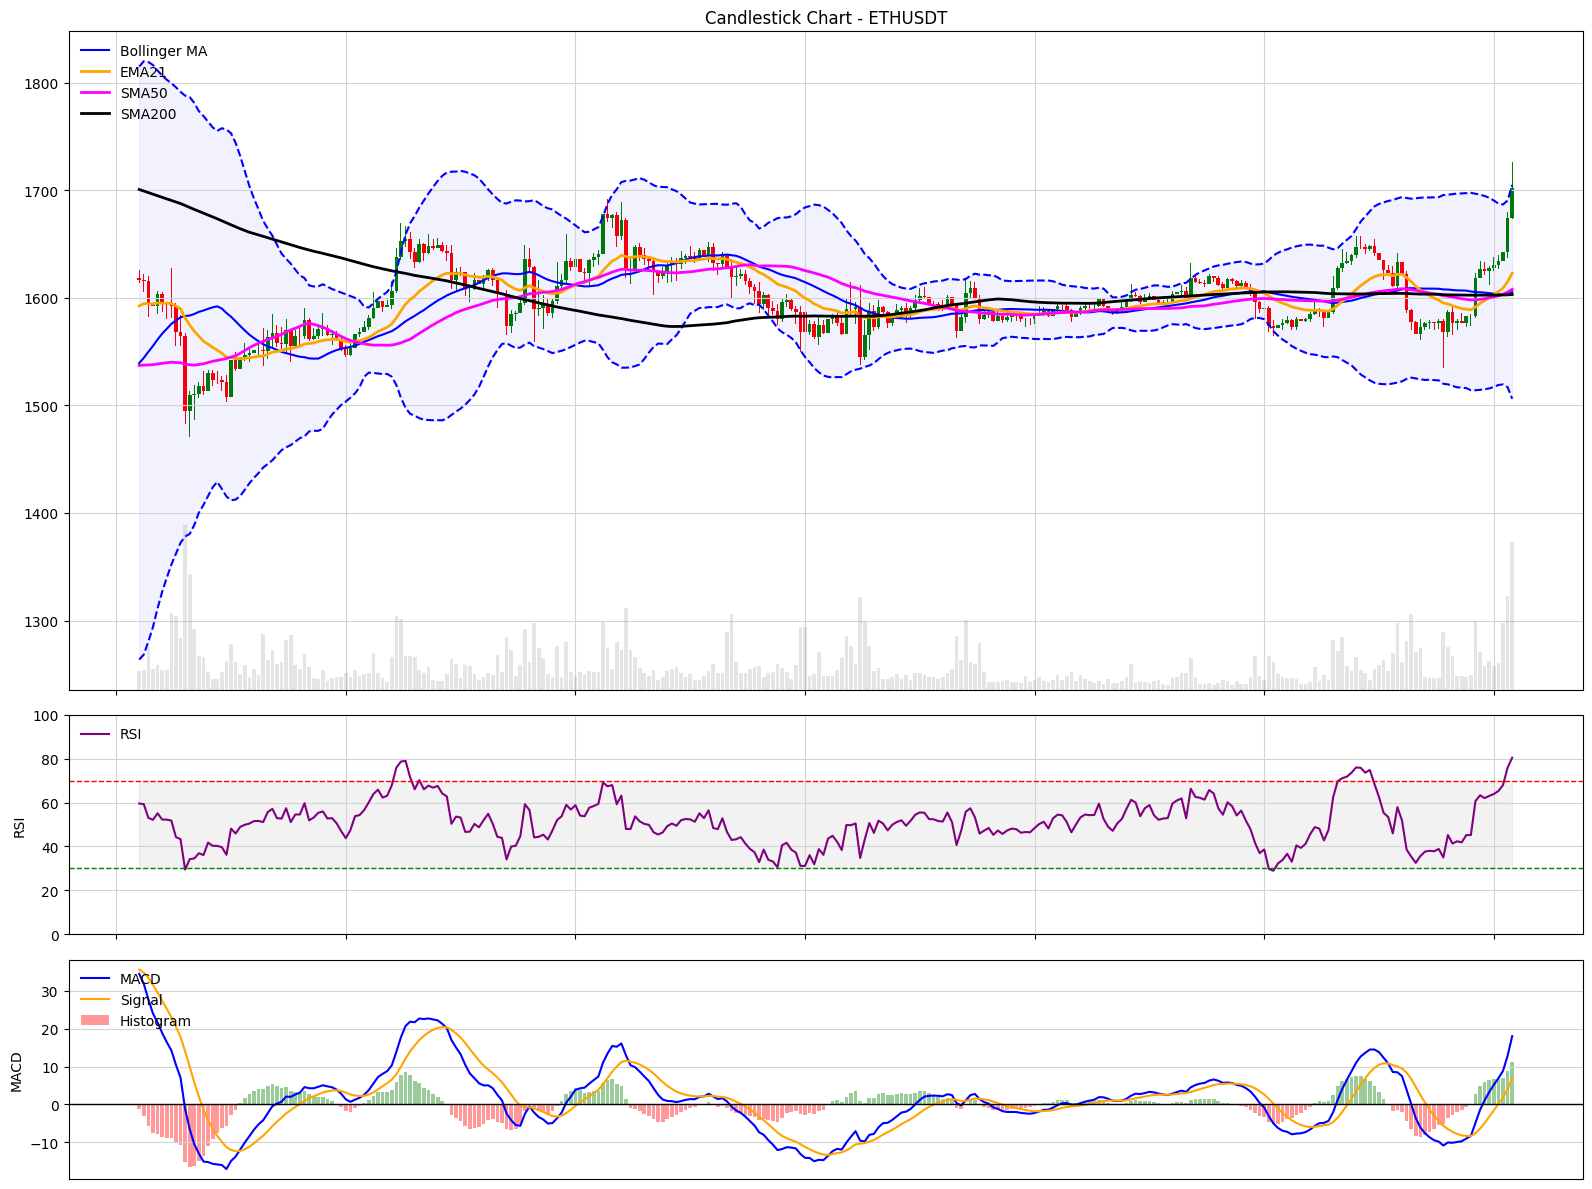 Candlestick Chart - ETHUSDT
Bollinger MA
EMA21
SMA50
SMA200
1800
1700
1600
1500
1400
1300
RSI
100
80
60
40
20
0
RSI
MACD
Signal
Histogram
30
20
10
0
−10
MACD